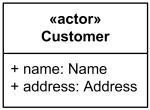 «actor»
Customer
+ name: Name
+ address: Address